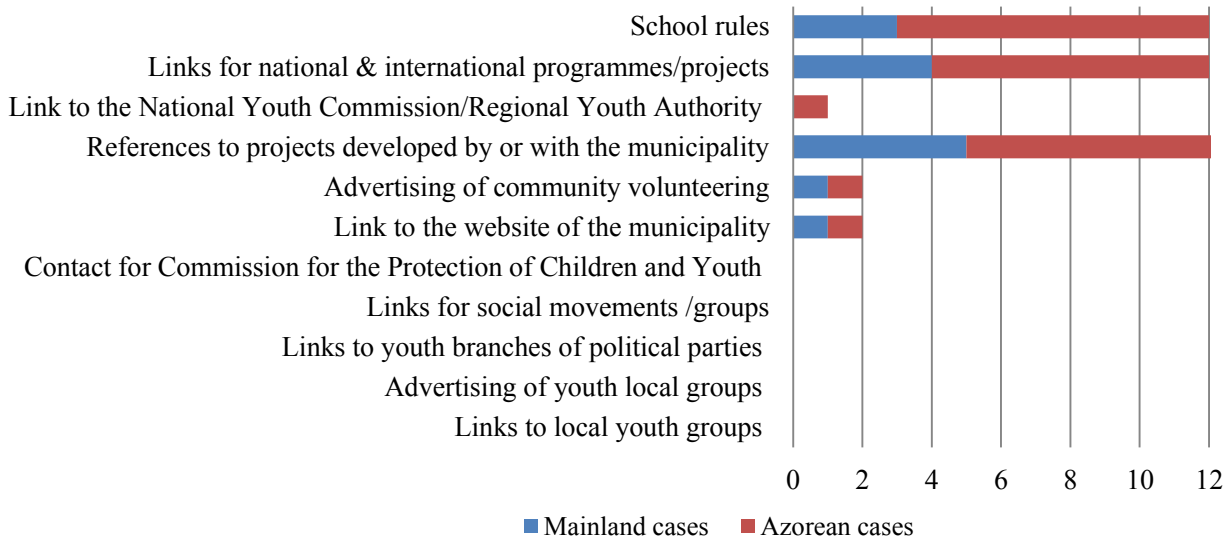 School rules
Links for national & international programmes/projects
Link to the National Youth Commission/Regional Youth Authority
References to projects developed by or with the municipality
Advertising of community volunteering
Link to the website of the municipality
Contact for Commission for the Protection of Children and Youth
Links for social movements /groups
Links to youth branches of political parties
Advertising of youth local groups
Links to local youth groups
0 2 4 6 8 10 12
Mainland cases Azorean cases